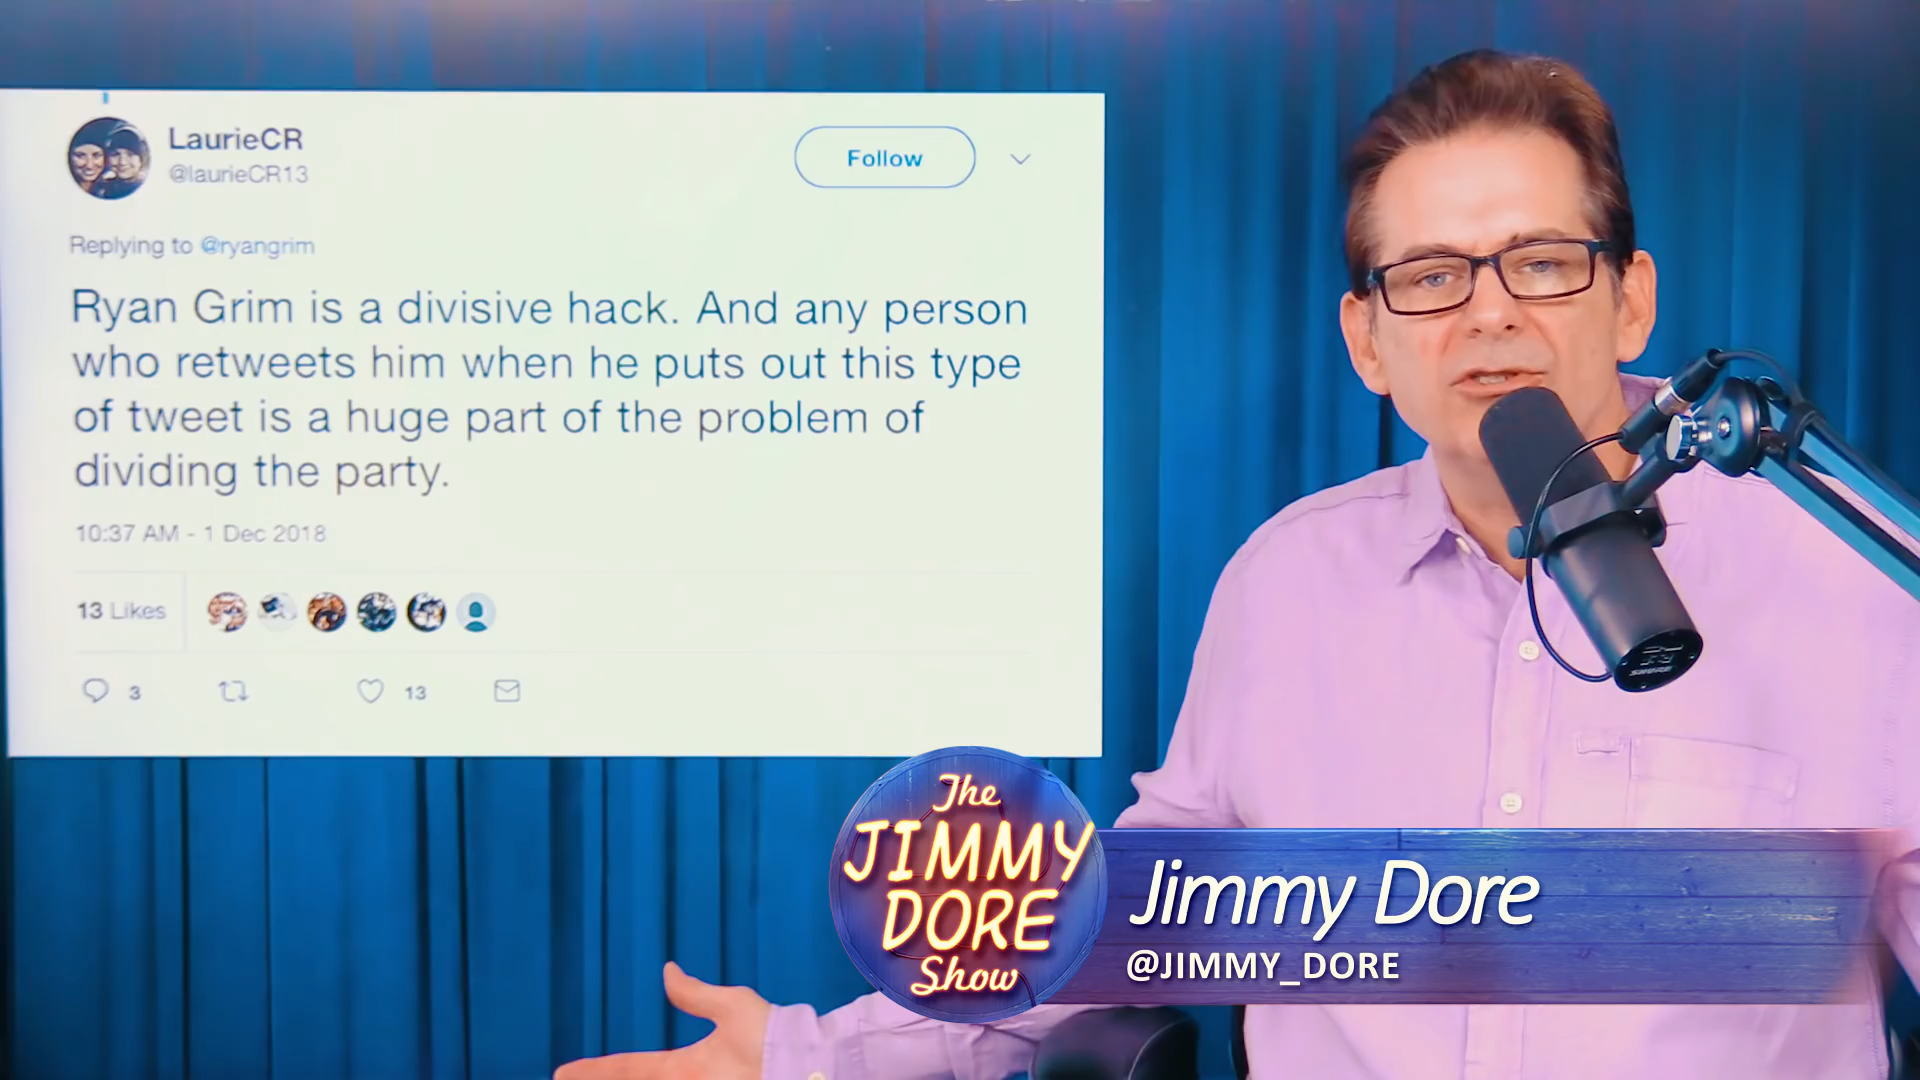 LaurieCR
@laurieCR13
Follow
Replying to @ryangrim
Ryan Grim is a divisive hack. And any person
who retweets him when he puts out this type
of tweet is a huge part of the problem of
dividing the party.
10:37 AM - 1 Dec 2018
13 Likes
3
13
The
JIMMY
DORE
Show
Jimmy Dore
@JIMMY_DORE